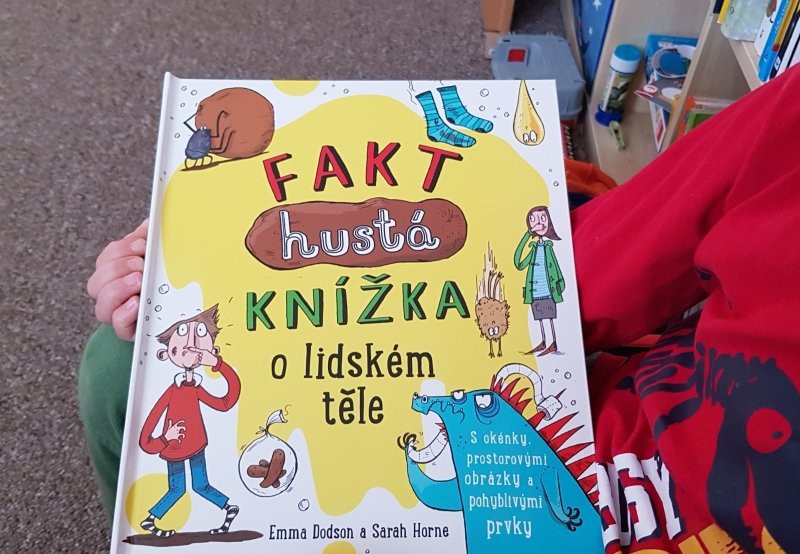 FAKT
hustá
KNÍŽKA
o lidském
těle
S okénky,
prostorovými
obrázky a
pohyblivými
prvky
Emma Dodson a Sarah Horne